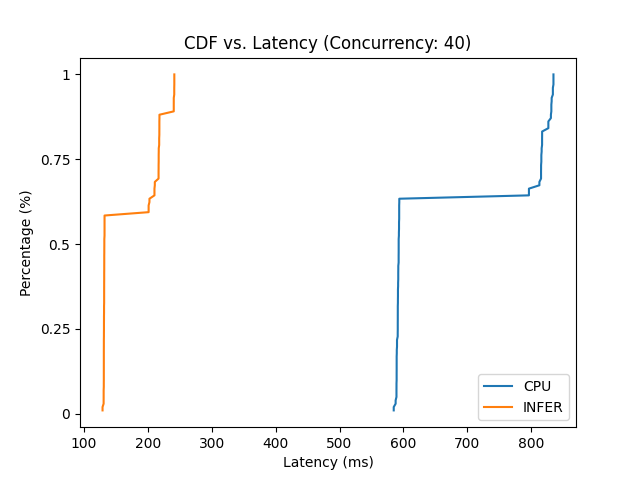 CDF vs. Latency (Concurrency: 40)
Percentage (%)
1
0.75
0.5
0.25
0
100 200 300 400 500 600 700 800
Latency (ms)
CPU
INFER